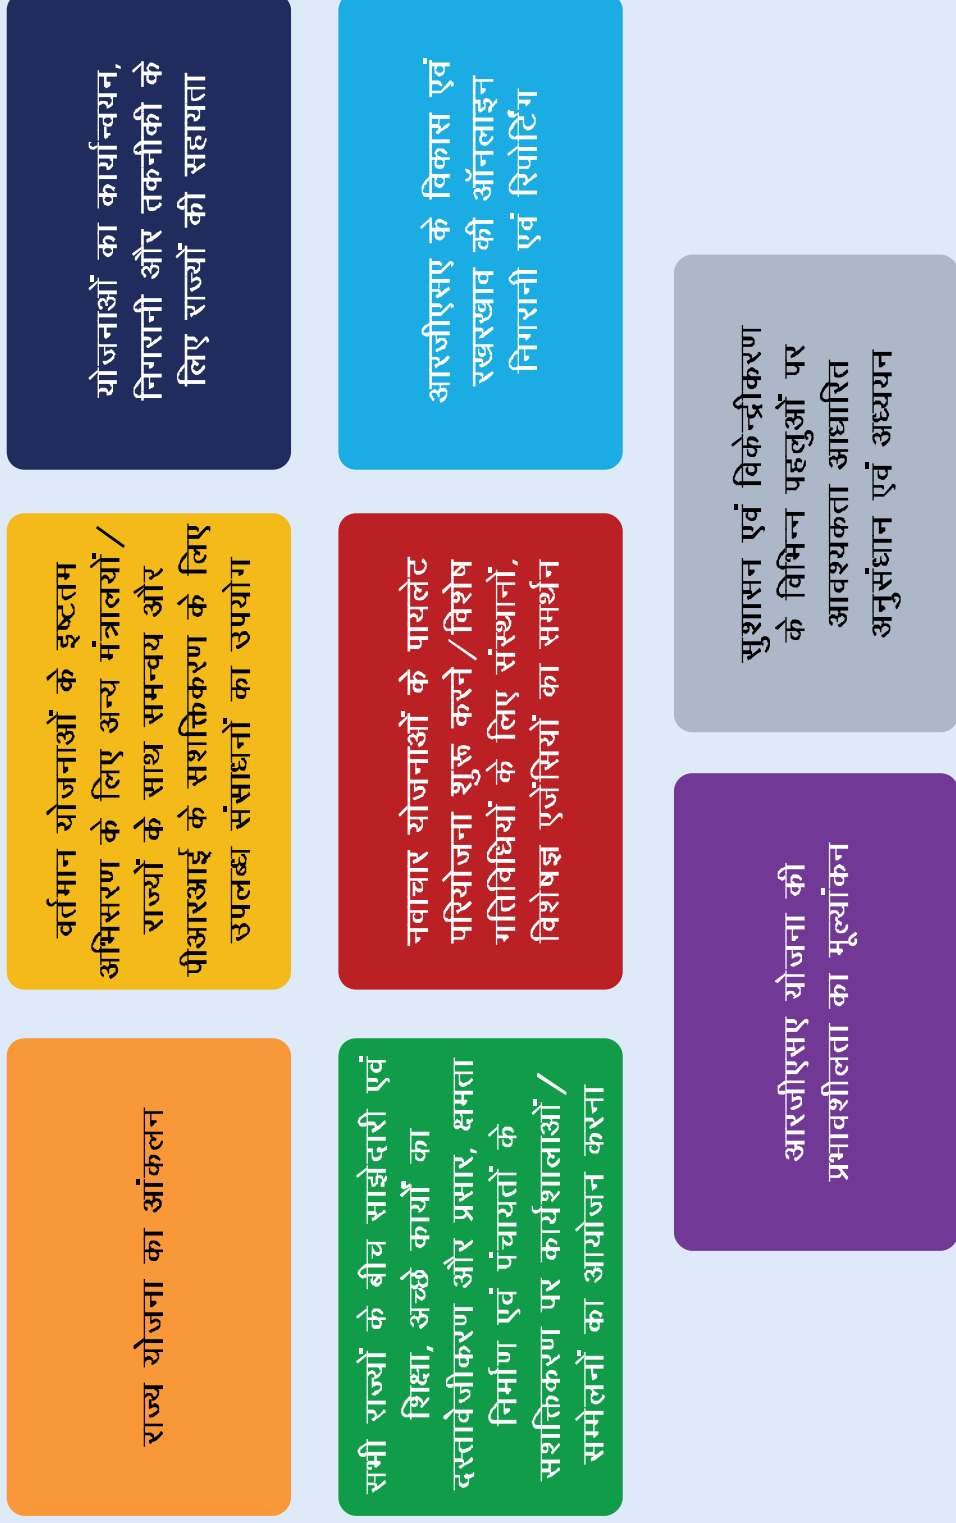 राज्य योजना का आंकलन
वर्तमान योजनाओं के इष्टतम
अभिसरण के लिए अन्य मंत्रालयों/
राज्यों के साथ समन्वय और
पीआरआई के सशक्तिकरण के लिए
उपलब्ध संसाधनों का उपयोग
योजनाओं का कार्यान्वयन,
निगरानी और तकनीकी के
लिए राज्यों की सहायता
सभी राज्यों के बीच साझेदारी एवं
शिक्षा, अच्छे कार्यों का
दस्तावेजीकरण और प्रसार, क्षमता
निर्माण एवं पंचायतों के
सशक्तिकरण पर कार्यशालाओं/
सम्मेलनों का आयोजन करना
नवाचार योजनाओं के पायलेट
परियोजना शुरू करने/विशेष
गतिविधियों के लिए संस्थानों,
विशेषज्ञ एजेंसियों का समर्थन
आरजीएसए के विकास एवं
रखरखाव की ऑनलाइन
निगरानी एवं रिपोर्टिंग
आरजीएसए योजना की
प्रभावशीलता का मूल्यांकन
सुशासन एवं विकेन्द्रीकरण
के विभिन्न पहलुओं पर
आवश्यकता आधारित
अनुसंधान एवं अध्ययन